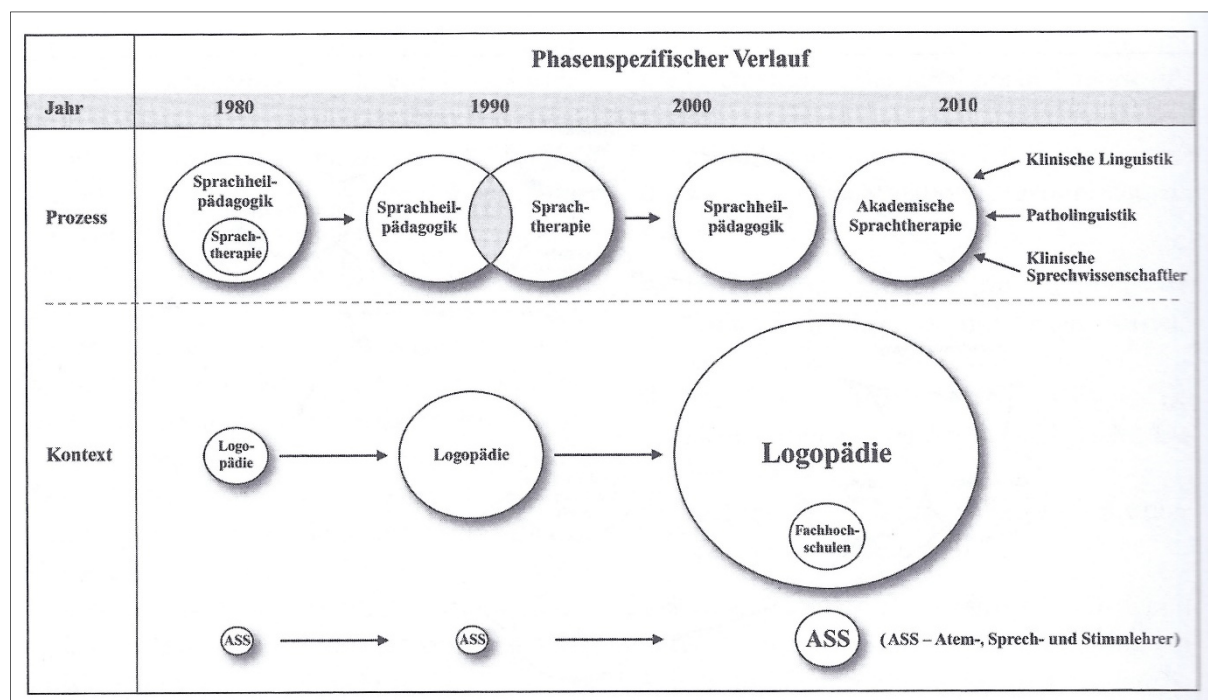 Phasenspezifischer Verlauf
Jahr 1980 1990 2000 2010
Prozess
Sprachheil-
pädagogik
Sprach-
therapie
Sprachheil-
pädagogik
Sprach-
therapie
Sprachheil-
pädagogik
Akademische
Sprachtherapie
Klinische Linguistik
Patholinguistik
Klinische
Sprechwissenschaftler
Kontext
Logo-
pädie
Logopädie
Logopädie
Fachhoch-
schulen
ASS
ASS
ASS
(ASS – Atem-, Sprech- und Stimmlehrer)